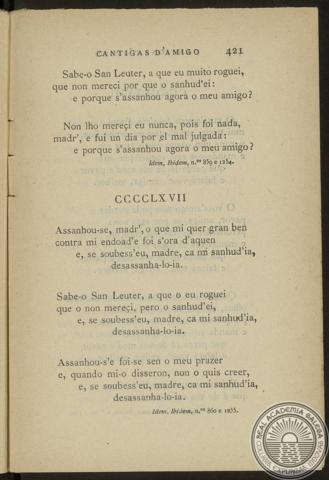 CANTIGAS D'AMIGO 421
Sabe-o San Leuter, a que eu muito roguei,
que non mereci por que o sanhud'ei:
e porque s'assanhou agora o meu amigo?
Non lho mereçi eu nunca, pois foi nada,
madr', e fui un dia por el mal julgada:
e porque s'assanhou agora o meu amigo?
Idem, Ibidem, n.os 859 e 1254.
CCCCLXVII
Assanhou-se, madr', o que mi quer gran ben
contra mi endoad'e foi s'ora d'aquen
e, se soubess'eu, madre, ca mi sanhud'ia,
desassanha-lo-ia.
Sabe-o San Leuter, a que o eu roguei
que o non mereçi, pero o sanhud'ei,
e, se soubess'eu, madre, ca mi sanhud'ia,
desassanha-lo-ia.
Assanhou-s'e foi-se sen o meu prazer
e, quando mi-o disseron, non o quis creer,
e, se soubess'eu, madre, ca mi sanhud'ia,
desassanha-lo-ia.
Idem, Ibidem, n.os 860 e 1255.
REAL ACADEMIA GALEGA